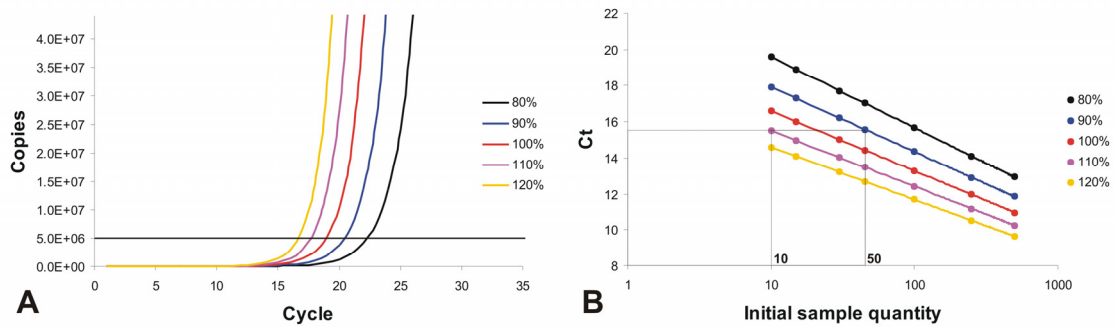 4.0E+07
3.5E+07
3.0E+07
2.5E+07
2.0E+07
1.5E+07
1.0E+07
5.0E+06
0.0E+00
Copies
0 5 10 15 20 25 30 35
Cycle
80%
90%
100%
110%
120%
A
22
20
18
16
14
12
10
8
Ct
10 50
1 10 100 1000
Initial sample quantity
80%
90%
100%
110%
120%
B